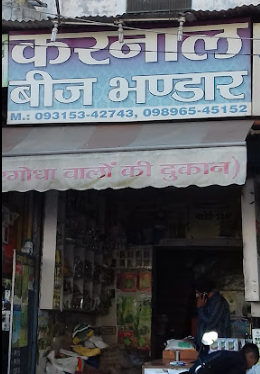 करनाल
बीज भण्डार
M.: 093153-42743, 098965-45152
वालों की दुकान)